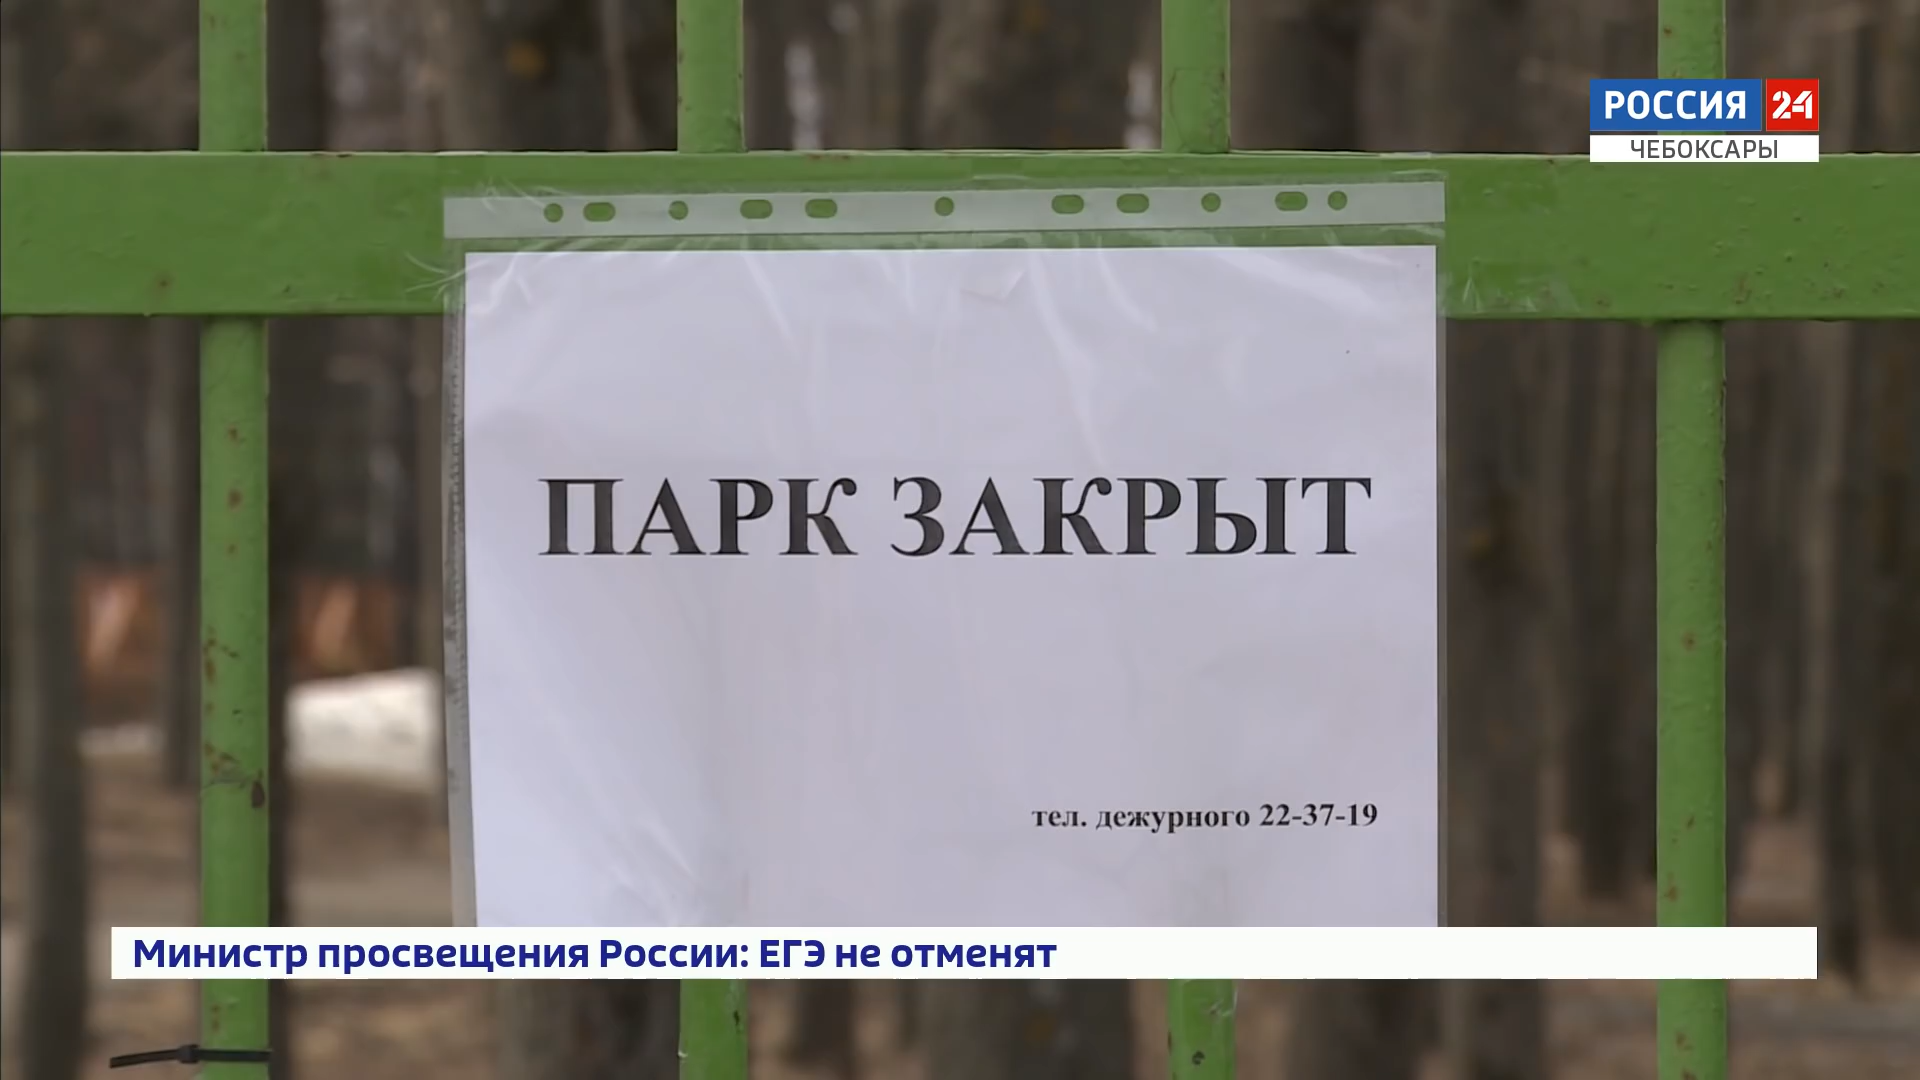 РОССИЯ 24
ЧЕБОКСАРЫ
ПАРК ЗАКРЫТ
тел. дежурного 22-37-19
Министр просвещения России: ЕГЭ не отменят